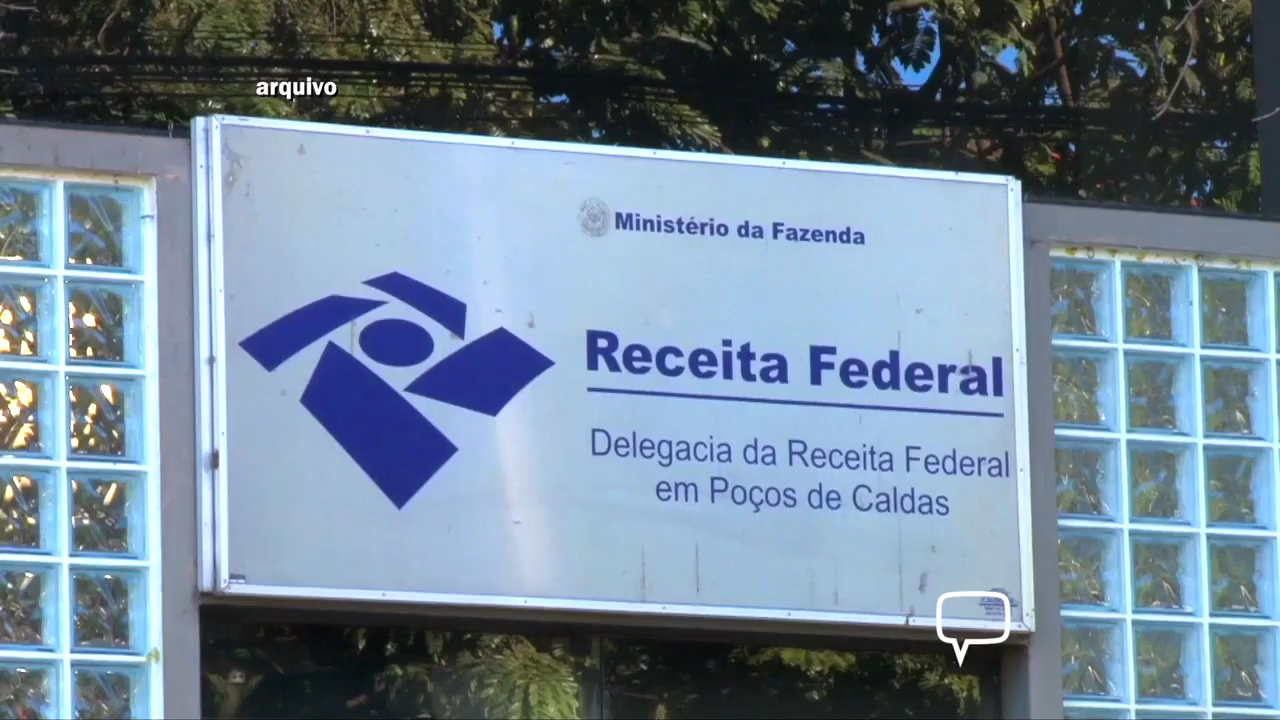 arquivo
Ministério da Fazenda
Receita Federal
Delegacia da Receita Federal
em Poços de Caldas